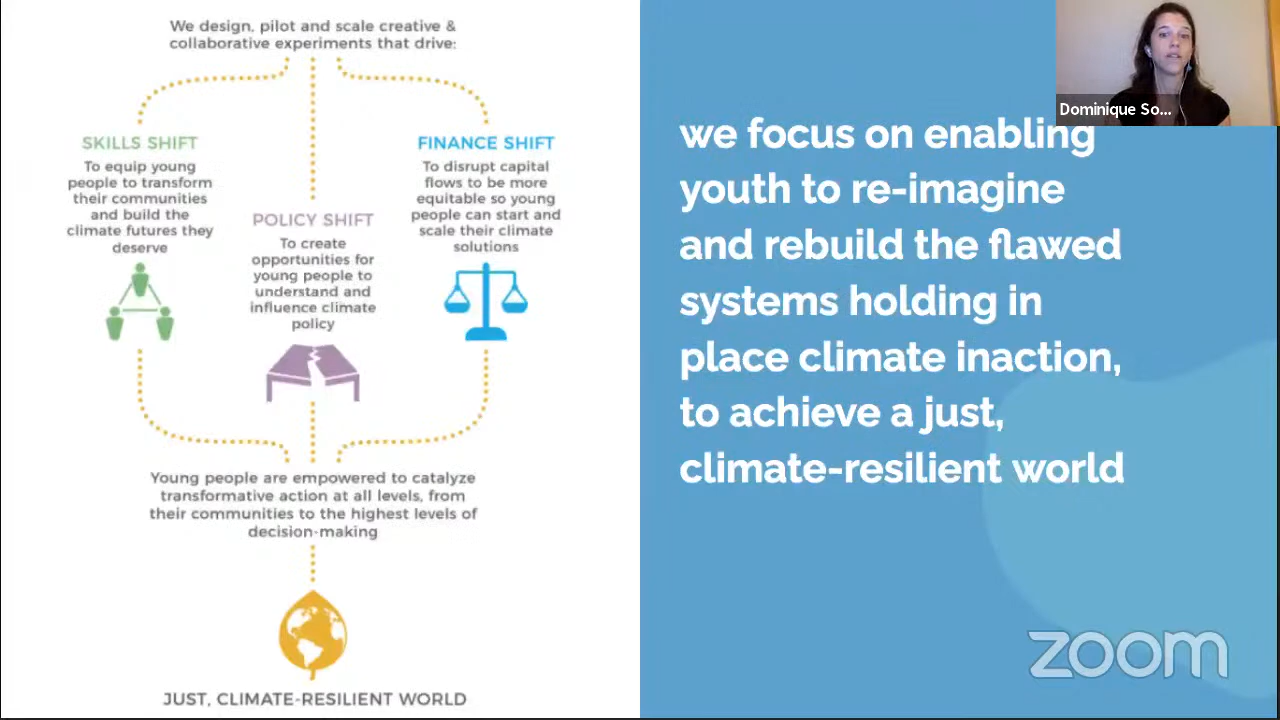 We design, pilot and scale creative &
collaborative experiments that drive:
SKILLS SHIFT
To equip young
people to transform
their communities
and build the
climate futures they
deserve
POLICY SHIFT
To create
opportunities for
young people to
understand and
influence climate
policy
FINANCE SHIFT
To disrupt capital
flows to be more
equitable so young
people can start and
scale their climate
solutions
Young people are empowered to catalyze
transformative action at all levels, from
their communities to the highest levels of
decision-making
JUST, CLIMATE-RESILIENT WORLD
Dominique So...
we focus on enabling
youth to re-imagine
and rebuild the flawed
systems holding in
place climate inaction,
to achieve a just,
climate-resilient world
zoom